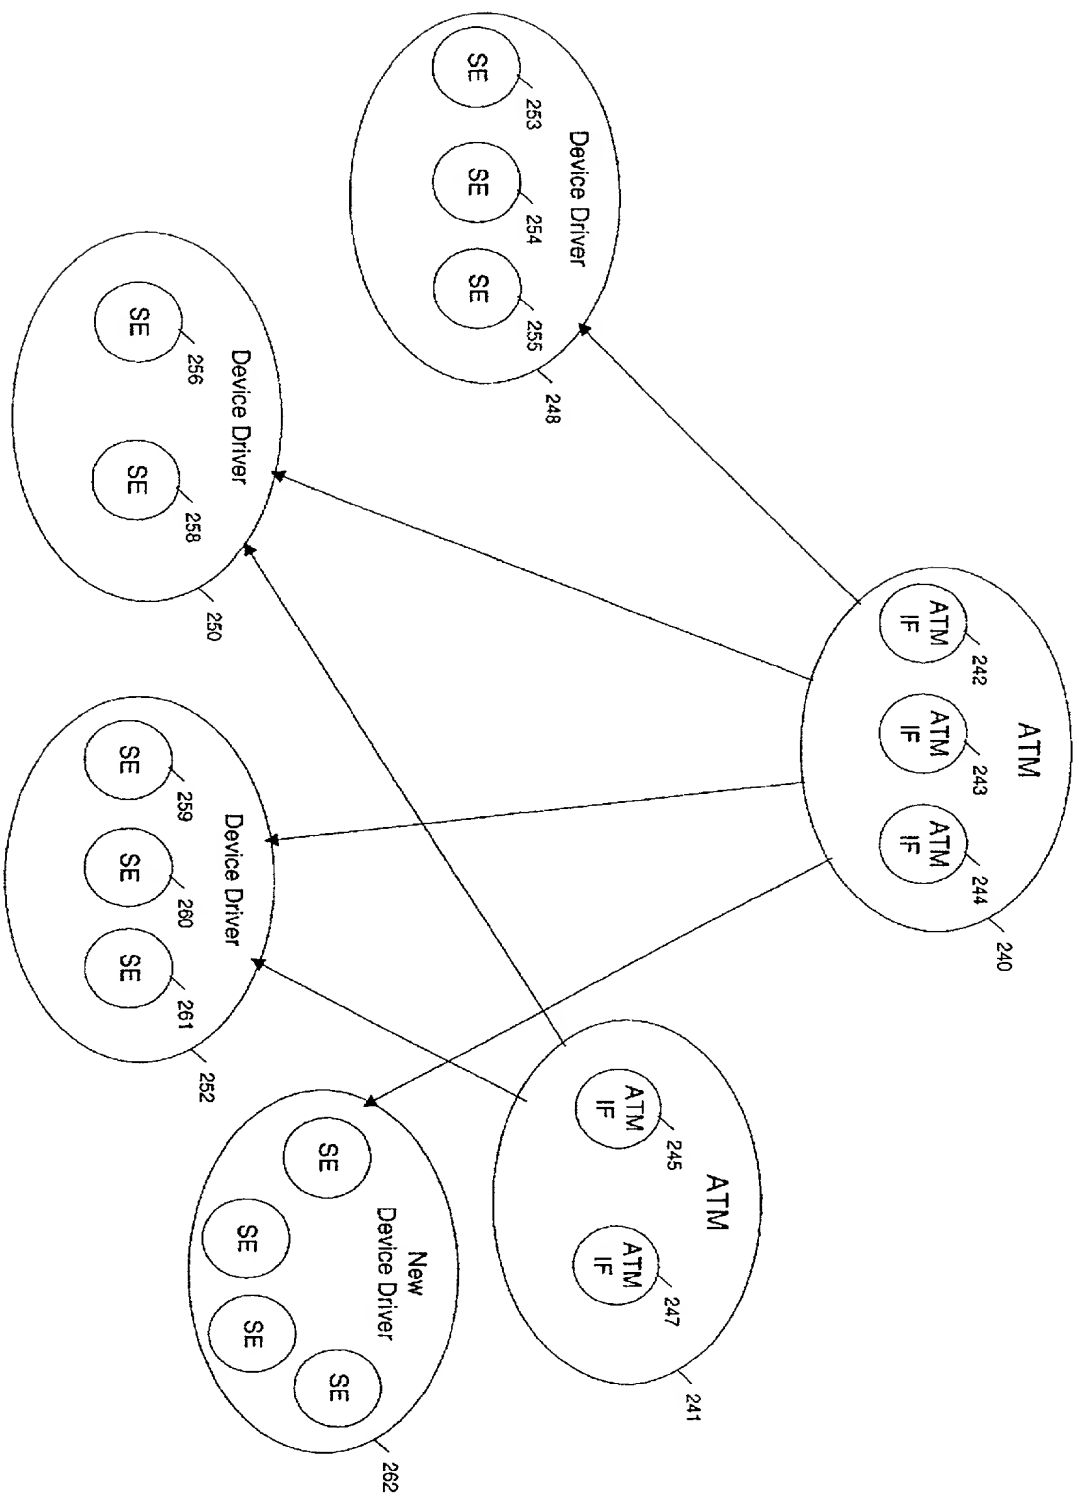 ATM
ATM
IF
242
ATM
IF
243
ATM
IF
244
240
ATM
ATM
IF
245
ATM
IF
247
241
Device Driver
SE
253
SE
254
SE
255
248
Device Driver
SE
256
SE
258
250
Device Driver
SE
259
SE
260
SE
261
252
New
Device Driver
SE
SE
SE
SE
262